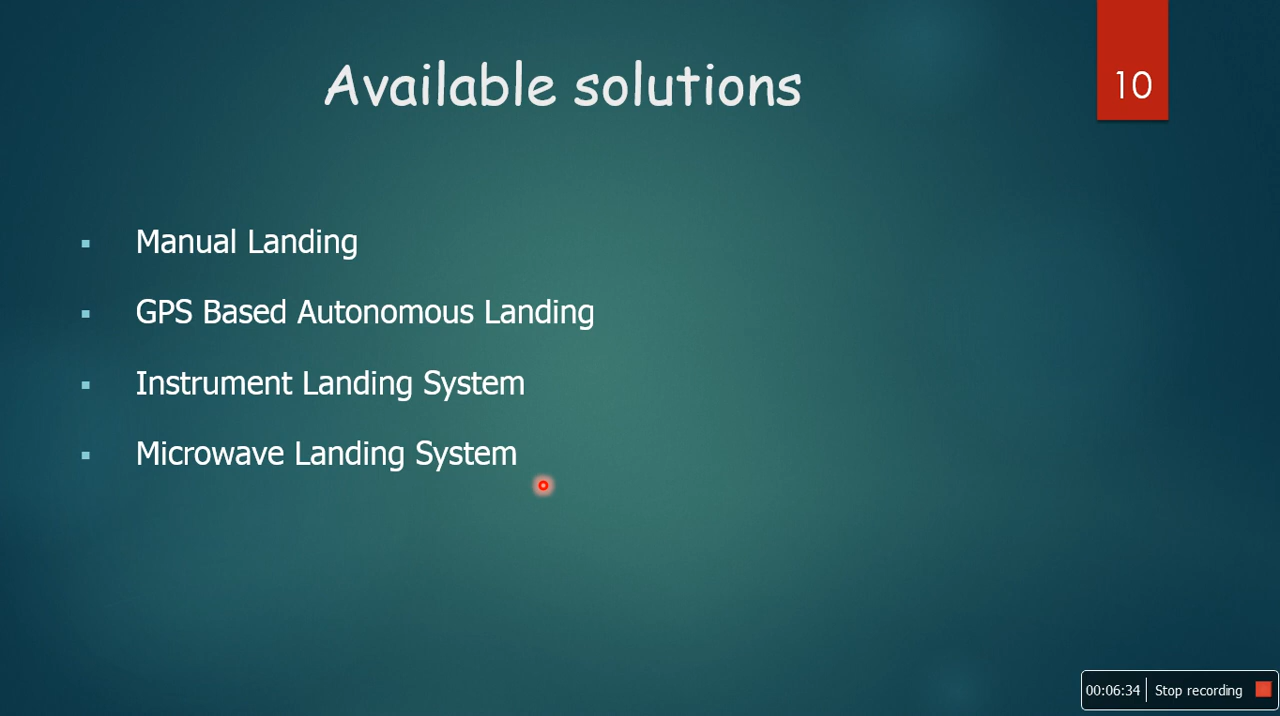 Available solutions
10
Manual Landing
GPS Based Autonomous Landing
Instrument Landing System
Microwave Landing System
00:06:34 Stop recording